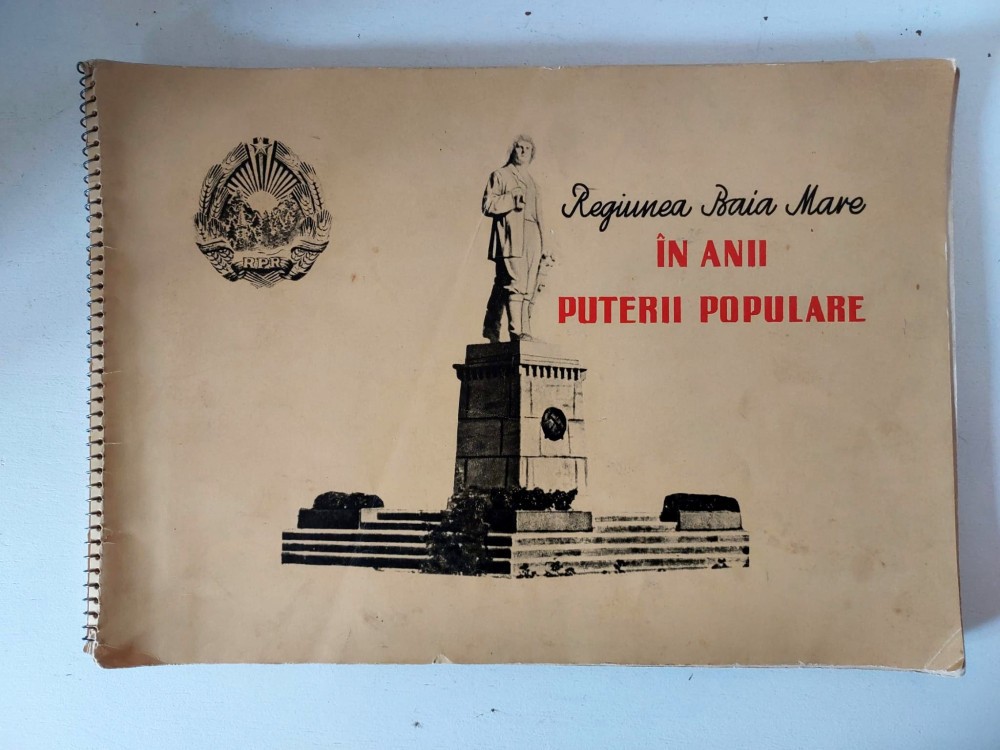 RPR
Regiunea Baia Mare
ÎN ANII
PUTERII POPULARE